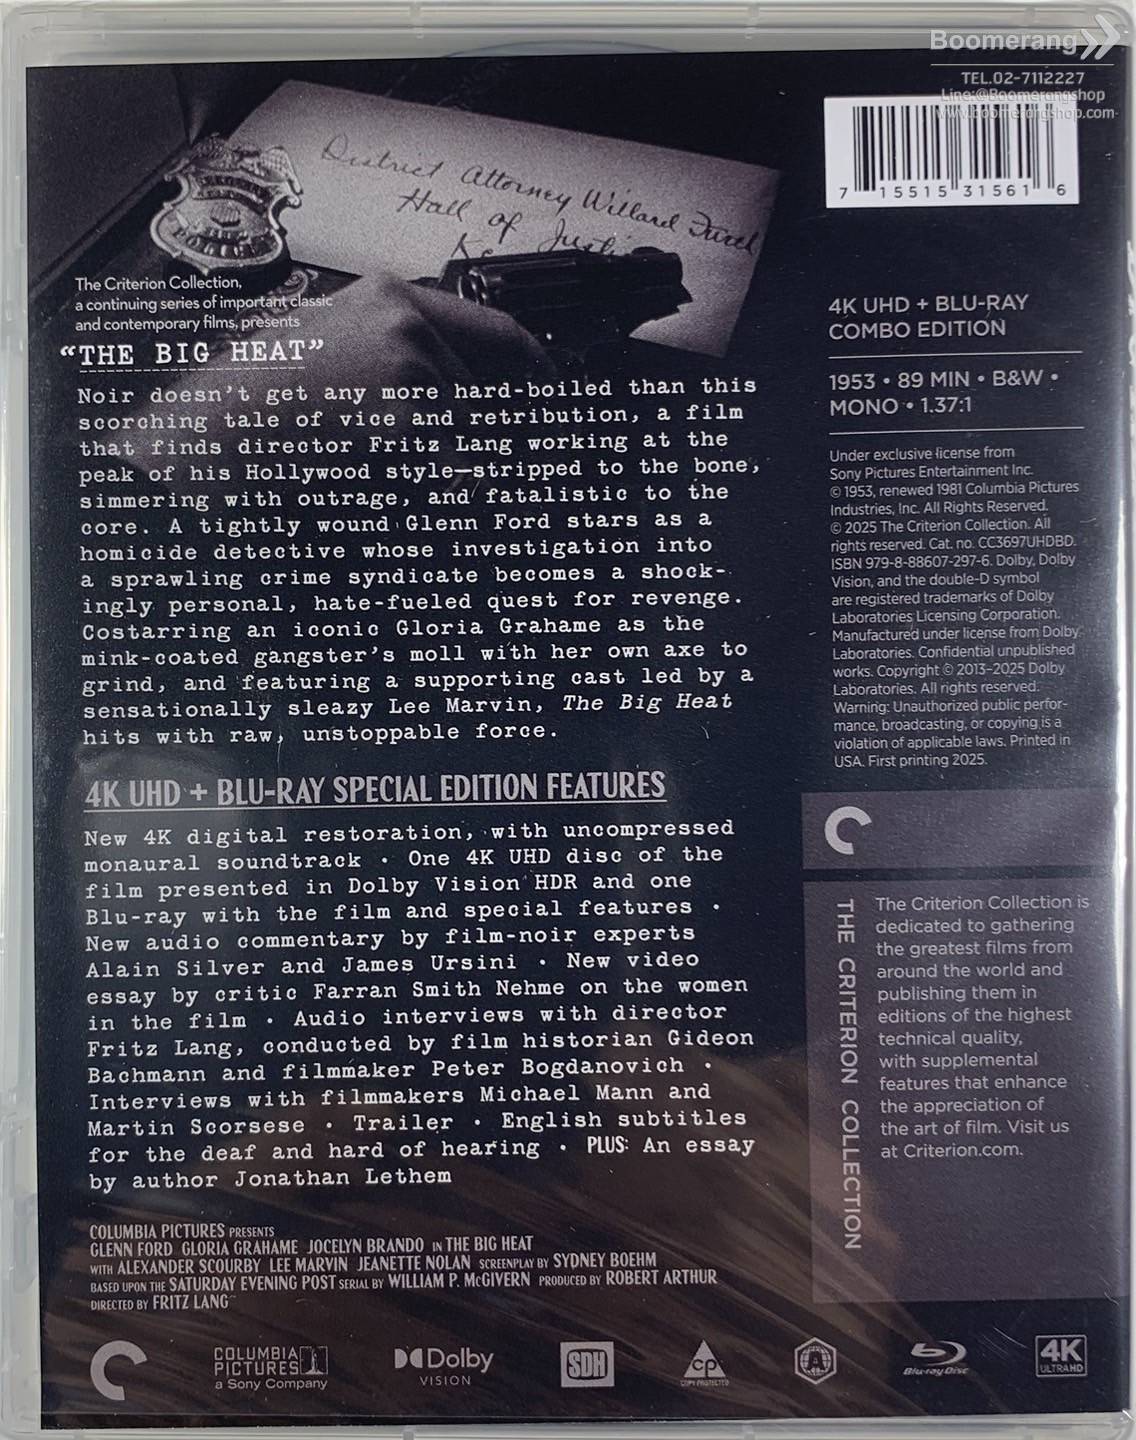 Boomerang
TEL.02-7112227
Line:@Boomerangshop
www.boomerangshop.com
District Attorney Willard
Hall of
POLICE
7 15515 31561 6
The Criterion Collection,
a continuing series of important classic
and contemporary films, presents
“THE BIG HEAT”
Noir doesn’t get any more hard-boiled than this
scorching tale of vice and retribution, a film
that finds director Fritz Lang working at the
peak of his Hollywood style—stripped to the bone,
simmering with outrage, and fatalistic to the
core. A tightly wound Glenn Ford stars as a
homicide detective whose investigation into
a sprawling crime syndicate becomes a shock-
ingly personal, hate-fueled quest for revenge.
Costarring an iconic Gloria Grahame as the
mink-coated gangster’s moll with her own axe to
grind, and featuring a supporting cast led by a
sensationally sleazy Lee Marvin, The Big Heat
hits with raw, unstoppable force.
4K UHD + BLU-RAY SPECIAL EDITION FEATURES
New 4K digital restoration, with uncompressed
monaural soundtrack • One 4K UHD disc of the
film presented in Dolby Vision HDR and one
Blu-ray with the film and special features •
New audio commentary by film-noir experts
Alain Silver and James Ursini • New video
essay by critic Farran Smith Nehme on the women
in the film • Audio interviews with director
Fritz Lang, conducted by film historian Gideon
Bachmann and filmmaker Peter Bogdanovich •
Interviews with filmmakers Michael Mann and
Martin Scorsese • Trailer • English subtitles
for the deaf and hard of hearing • PLUS: An essay
by author Jonathan Lethem
COLUMBIA PICTURES PRESENTS
GLENN FORD GLORIA GRAHAME JOCELYN BRANDO IN THE BIG HEAT
WITH ALEXANDER SCOURBY LEE MARVIN JEANETTE NOLAN SCREENPLAY BY SYDNEY BOEHM
BASED UPON THE SATURDAY EVENING POST SERIAL BY WILLIAM P. McGIVERN PRODUCED BY ROBERT ARTHUR
DIRECTED BY FRITZ LANG
4K UHD + BLU-RAY
COMBO EDITION
1953 • 89 MIN • B&W •
MONO • 1.37:1
Under exclusive license from
Sony Pictures Entertainment Inc.
© 1953, renewed 1981 Columbia Pictures
Industries, Inc. All Rights Reserved.
© 2025 The Criterion Collection. All
rights reserved. Cat. no. CC3697UHDBD.
ISBN 979-8-88607-297-6. Dolby, Dolby
Vision, and the double-D symbol
are registered trademarks of Dolby
Laboratories Licensing Corporation.
Manufactured under license from Dolby
Laboratories. Confidential unpublished
works. Copyright © 2013–2025 Dolby
Laboratories. All rights reserved.
Warning: Unauthorized public perfor-
mance, broadcasting, or copying is a
violation of applicable laws. Printed in
USA. First printing 2025.
THE CRITERION COLLECTION
The Criterion Collection is
dedicated to gathering
the greatest films from
around the world and
publishing them in
editions of the highest
technical quality,
with supplemental
features that enhance
the appreciation of
the art of film. Visit us
at Criterion.com.
COLUMBIA
PICTURES
a Sony Company
Dolby
VISION
SDH
cp
COPY PROTECTED
A
Blu-ray Disc
4K
ULTRA HD